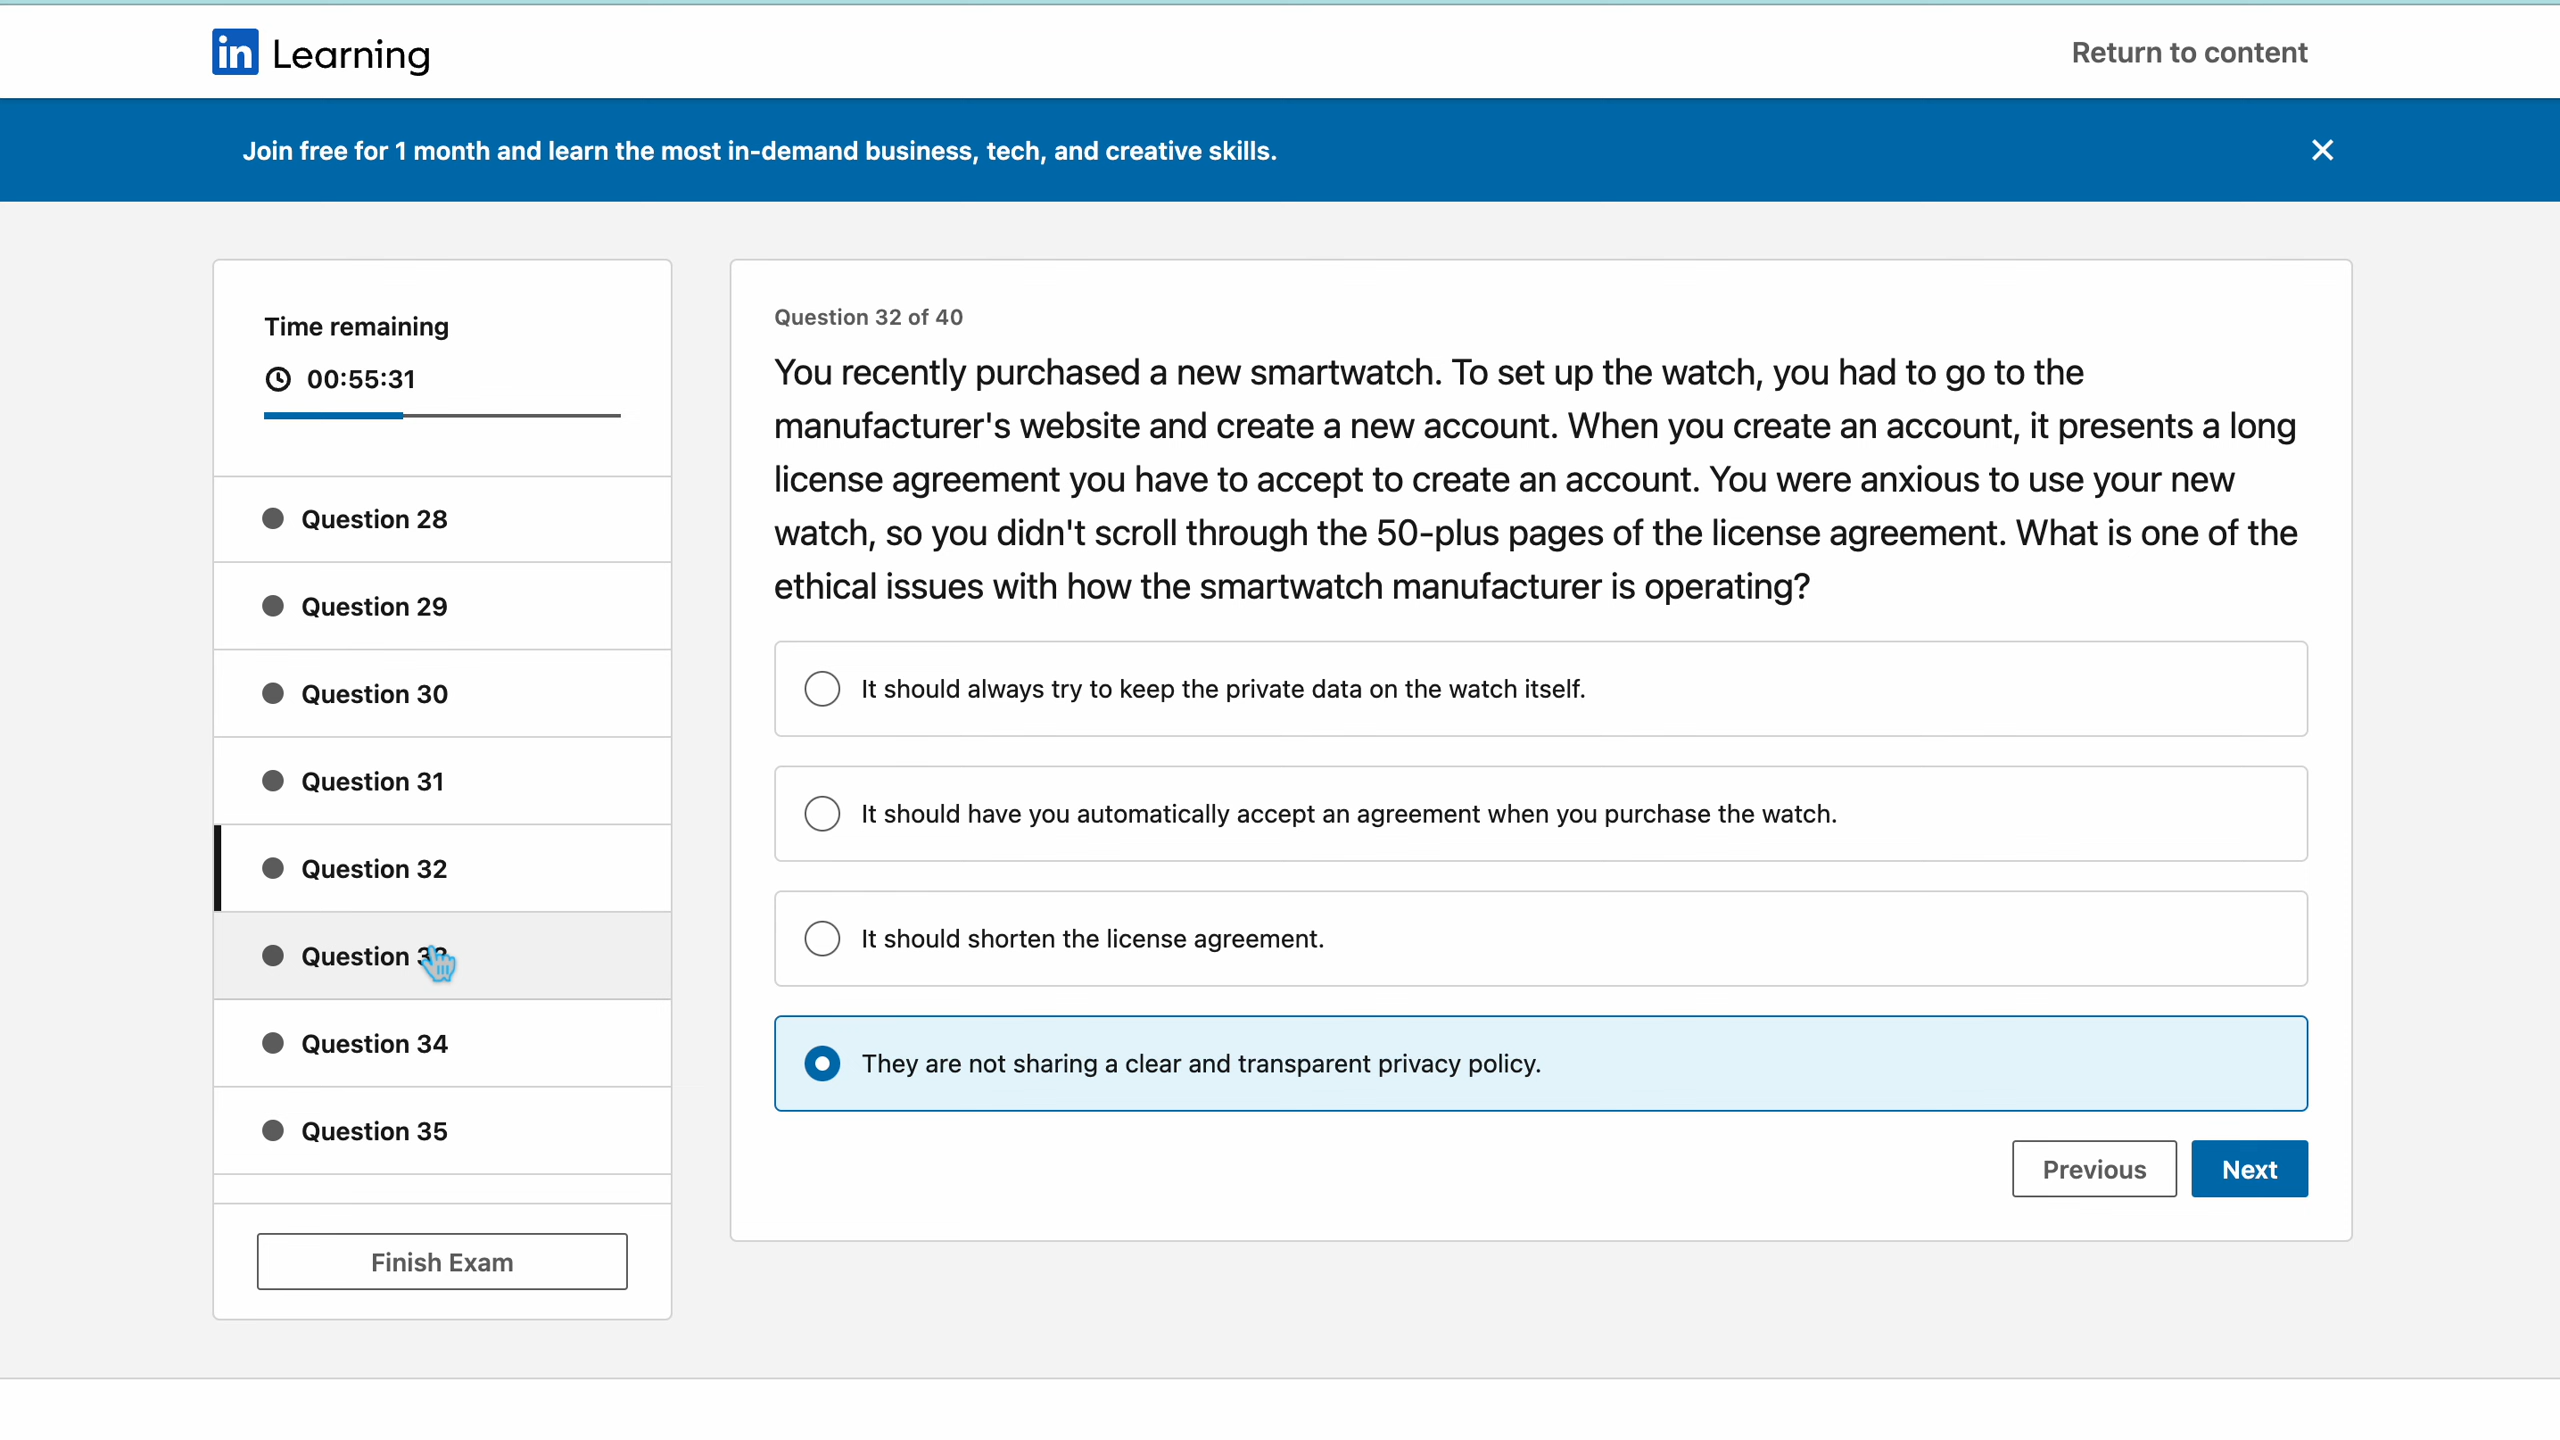 in Learning
Return to content
Join free for 1 month and learn the most in-demand business, tech, and creative skills.
Time remaining
00:55:31
Question 28
Question 29
Question 30
Question 31
Question 32
Question 33
Question 34
Question 35
Finish Exam
Question 32 of 40
You recently purchased a new smartwatch. To set up the watch, you had to go to the
manufacturer's website and create a new account. When you create an account, it presents a long
license agreement you have to accept to create an account. You were anxious to use your new
watch, so you didn't scroll through the 50-plus pages of the license agreement. What is one of the
ethical issues with how the smartwatch manufacturer is operating?
It should always try to keep the private data on the watch itself.
It should have you automatically accept an agreement when you purchase the watch.
It should shorten the license agreement.
They are not sharing a clear and transparent privacy policy.
Previous
Next